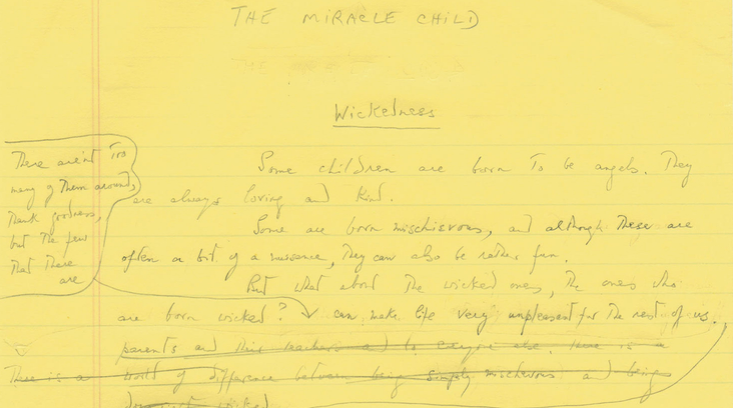 THE MIRACLE CHILD
Wickedness
There aren't too
many of them around,
thank goodness,
but the few
that there
are
Some children are born to be angels. They
are always loving and kind.
Some are born mischievous, and although these are
often a bit of a nuisance, they can also be rather fun.
But what about the wicked ones, the ones who
are born wicked? can make life very unpleasant for the rest of us.
parents and their teachers and to else. There is a
There is a world of difference between being simply mischievous and being
wicked